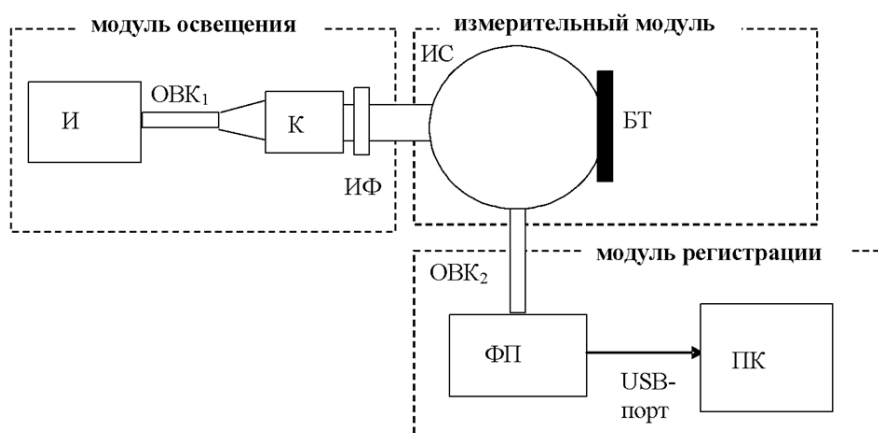 модуль освещения
измерительный модуль
ИС
ОВК₁
И
К
БТ
ИФ
модуль регистрации
ОВК₂
ФП
ПК
USB-
порт